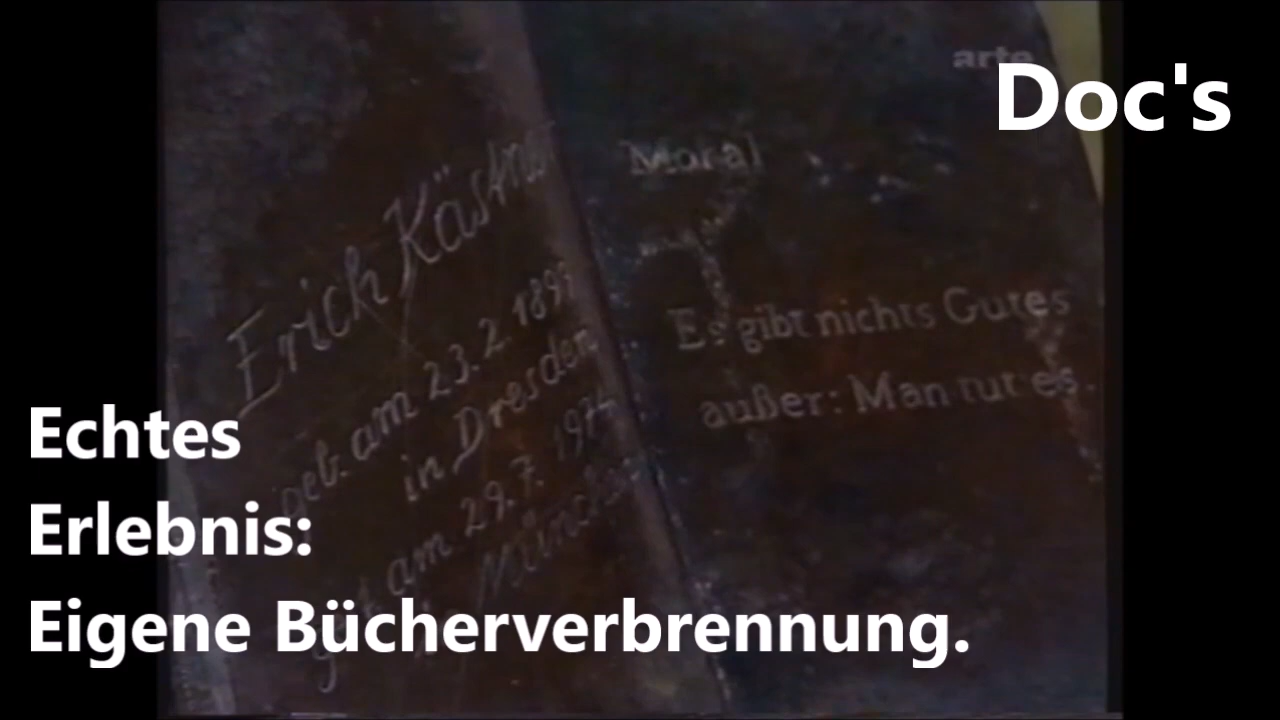 arte
Doc's
Erich Kästner
geb. am 23. 2. 1899
in Dresden
am 29. 7. 1974
München
Moral
Es gibt nichts Gutes
außer: Man tut es.
Echtes
Erlebnis:
Eigene Bücherverbrennung.